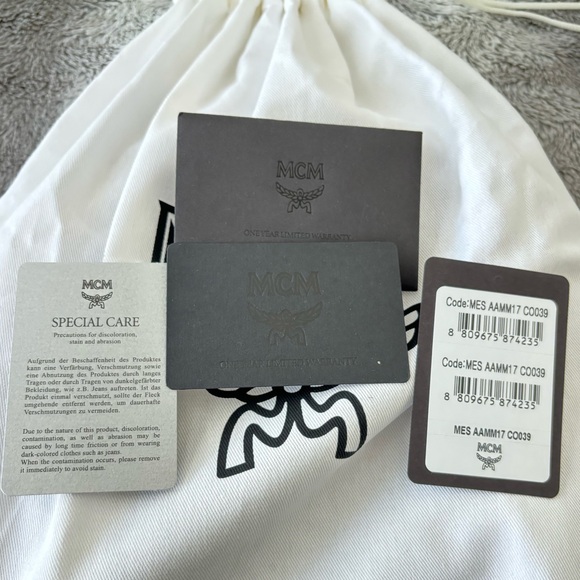 MCM
ONE YEAR LIMITED WARRANTY
MCM
ONE YEAR LIMITED WARRANTY
MCM
SPECIAL CARE
Precautions for discoloration,
stain and abrasion
Aufgrund der Beschaffenheit des Produktes
kann eine Verfärbung, Verschmutzung sowie
eine Abnutzung des Produktes durch langes
Tragen oder durch Tragen von dunkelgefärbter
Bekleidung, wie z.B. Jeans auftreten. Ist das
Produkt einmal verschmutzt, sollte der Fleck
umgehende entfernt werden, um dauerhafte
Verschmutzungen zu vermeiden.
Due to the nature of this product, discoloration,
contamination, as well as abrasion may be
caused by long time friction or from wearing
dark-colored clothes such as jeans.
When the contamination occurs, please remove
it immediately to avoid state.
Code:MES AAMM17 CO039
8 809675 874235
Code:MES AAMM17 CO039
8 809675 874235
MES AAMM17 CO039
MCM